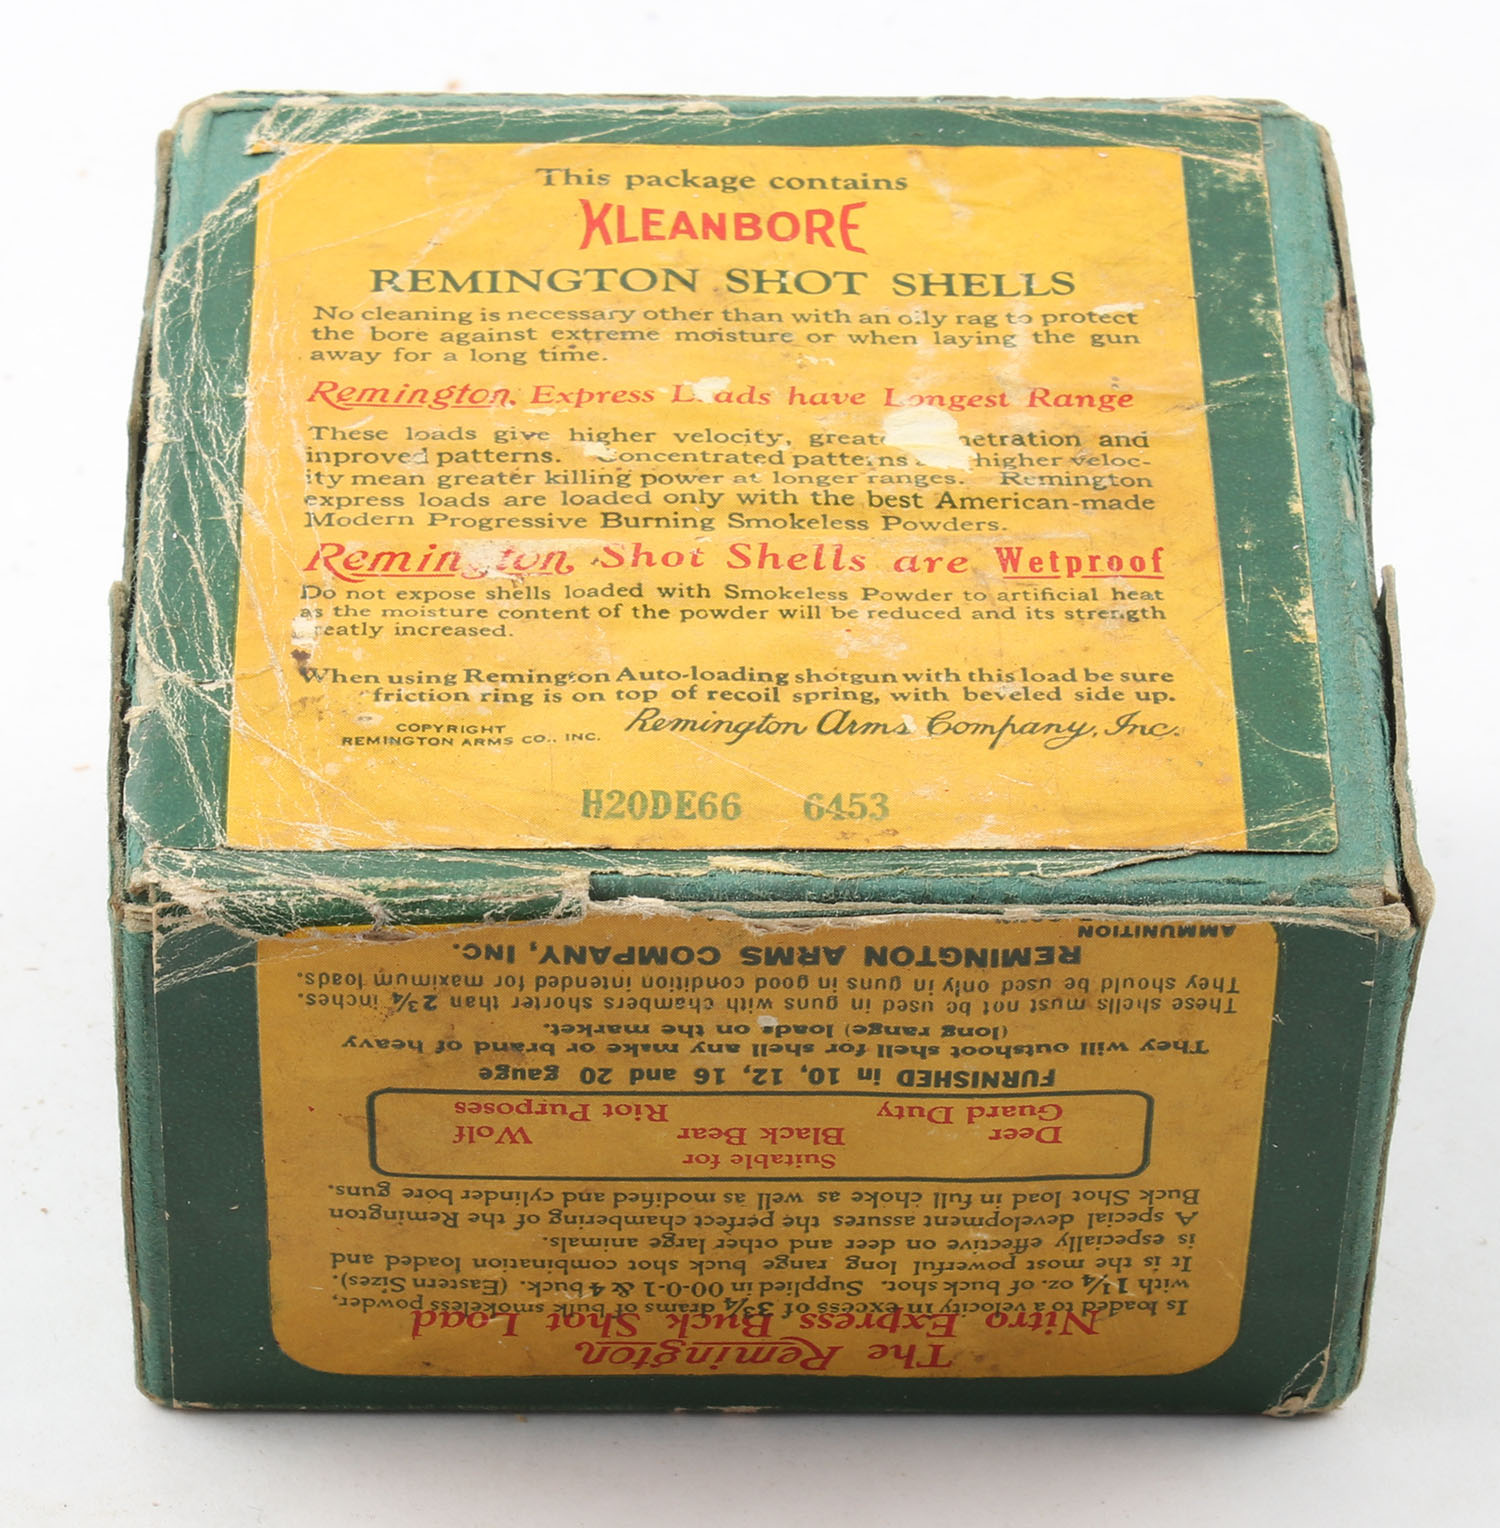 This package contains
KLEANBORE
REMINGTON SHOT SHELLS
No cleaning is necessary other than with an oily rag to protect
the bore against extreme moisture or when laying the gun
away for a long time.
Remington, Express Loads have Longest Range
These loads give higher velocity, and
inproved patterns. Concentrated patterns higher veloc-
ity mean greater killing power at longer ranges. Remington
express loads are loaded only with the best American-made
Modern Progressive Burning Smokeless Powders.
Remington, Shot Shells are Wetproof
Do not expose shells loaded with Smokeless Powder to artificial heat
as the moisture content of the powder will be reduced and its strength
greatly increased.
When using Remington Auto-loading shotgun with this load be sure
friction ring is on top of recoil spring, with beveled side up.
COPYRIGHT
REMINGTON ARMS CO., INC.
Remington Arms Company, Inc.
H20DE66 6453
The Remington
Nitro Express Buck Shot Load
Is loaded to a velocity in excess of 3¾ drams of bulk smokeless powder,
with 1¼ oz. of buck shot. Supplied in 00-0-1 & 4 buck. (Eastern Sizes).
It is the most powerful long range buck shot combination loaded and
is especially effective on deer and other large animals.
A special development assures the perfect chambering of the Remington
Buck Shot load in full choke as well as modified and cylinder bore guns.
Suitable for
Deer Black Bear Wolf
Guard Duty Riot Purposes
FURNISHED in 10, 12, 16 and 20 gauge
They will outshoot shell for shell any make or brand of heavy
(long range) loads on the market.
These shells must not be used in guns with chambers shorter than 2¾ inches.
They should be used only in guns in good condition intended for maximum loads.
REMINGTON ARMS COMPANY, INC.
AMMUNITION